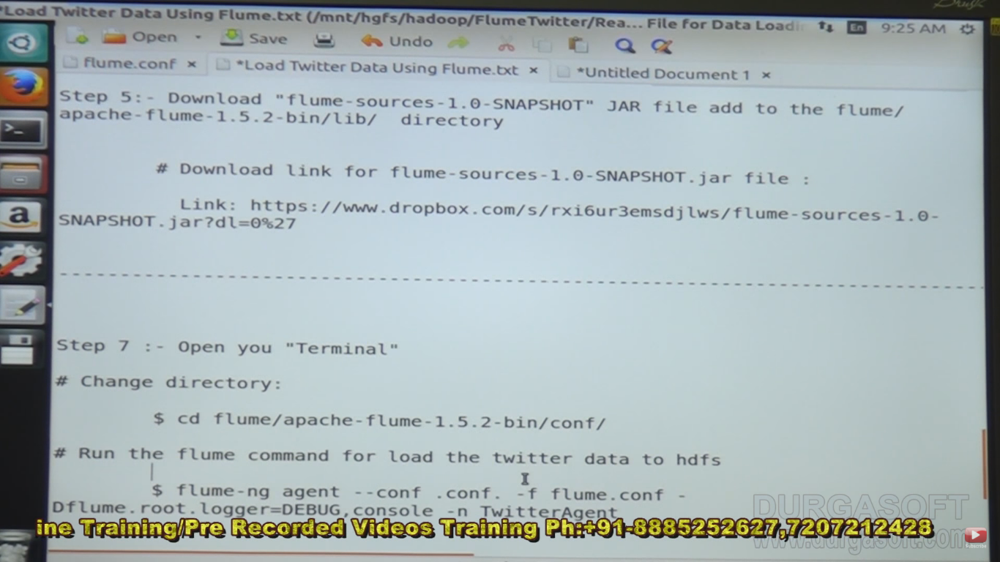 *Load Twitter Data Using Flume.txt (/mnt/hgfs/hadoop/FlumeTwitter/Rea... File for Data Loadin
En 9:25 AM
Open Save Undo
flume.conf × *Load Twitter Data Using Flume.txt × *Untitled Document 1 ×
Step 5:- Download "flume-sources-1.0-SNAPSHOT" JAR file add to the flume/
apache-flume-1.5.2-bin/lib/ directory
# Download link for flume-sources-1.0-SNAPSHOT.jar file :
Link: https://www.dropbox.com/s/rxi6ur3emsdjlws/flume-sources-1.0-
SNAPSHOT.jar?dl=0%27
--------------------------------------------------------------------------------
Step 7 :- Open you "Terminal"
# Change directory:
$ cd flume/apache-flume-1.5.2-bin/conf/
# Run the flume command for load the twitter data to hdfs
$ flume-ng agent --conf .conf. -f flume.conf -
Dflume.root.logger=DEBUG,console -n TwitterAgent
DURGASOFT
www.durgasoft.com
ine Training/Pre Recorded Videos Training Ph:+91-8885252627,7207212428
Subscribe